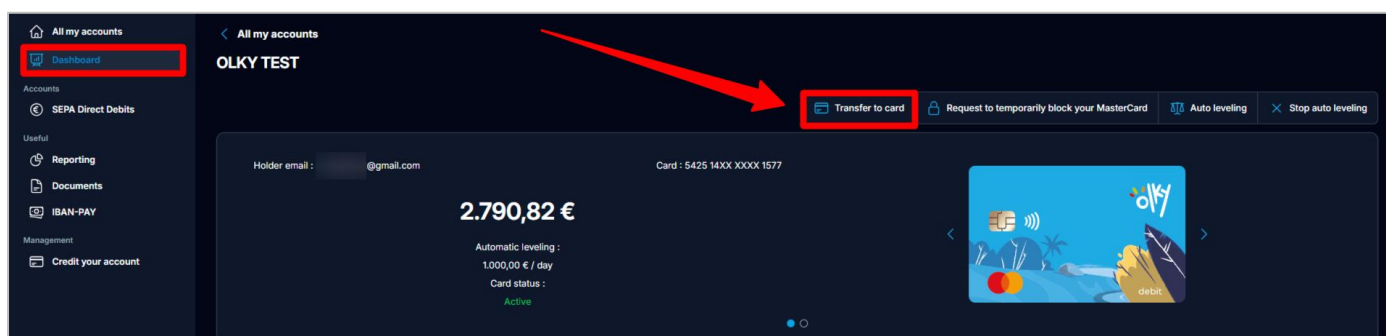 All my accounts
Dashboard
Accounts
SEPA Direct Debits
Useful
Reporting
Documents
IBAN-PAY
Management
Credit your account
All my accounts
OLKY TEST
Transfer to card
Request to temporarily block your MasterCard
Auto leveling
Stop auto leveling
Holder email : @gmail.com
Card : 5425 14XX XXXX 1577
2.790,82 €
Automatic leveling :
1.000,00 € / day
Card status :
Active
olky
debit